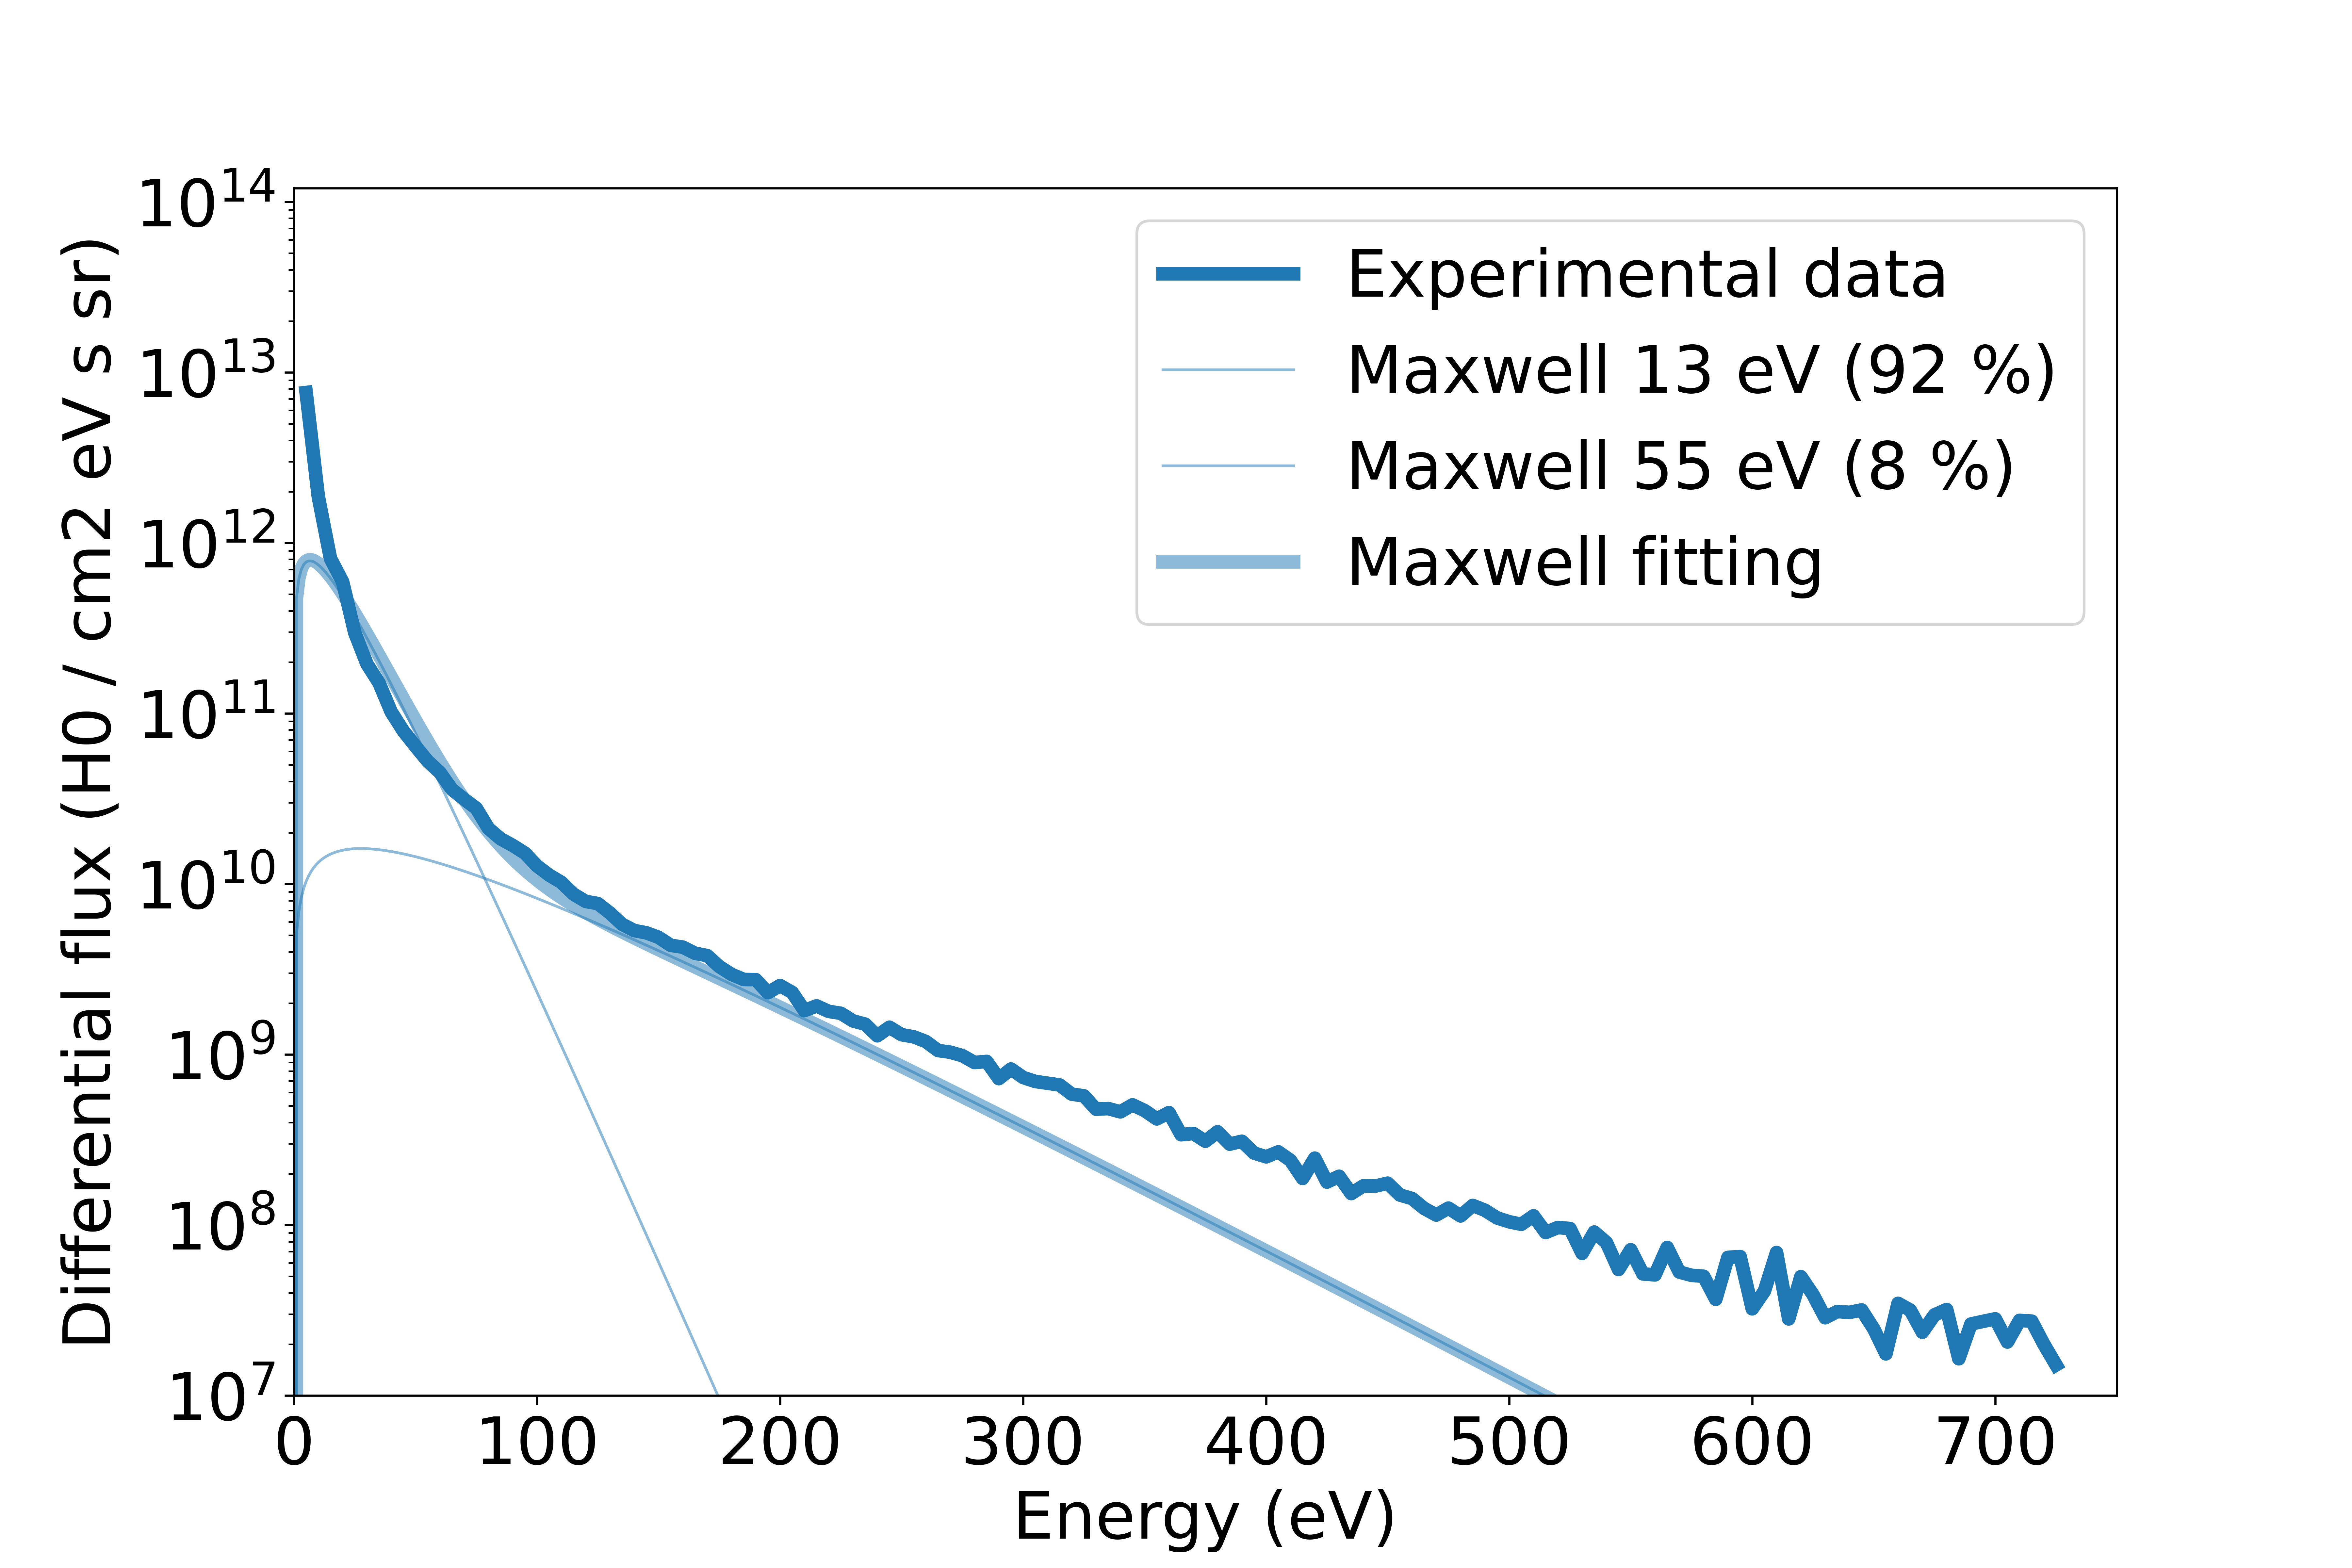 10^14
10^13
10^12
10^11
10^10
10^9
10^8
10^7
Differential flux (H0 / cm2 eV s sr)
Experimental data
Maxwell 13 eV (92 %)
Maxwell 55 eV (8 %)
Maxwell fitting
0 100 200 300 400 500 600 700
Energy (eV)